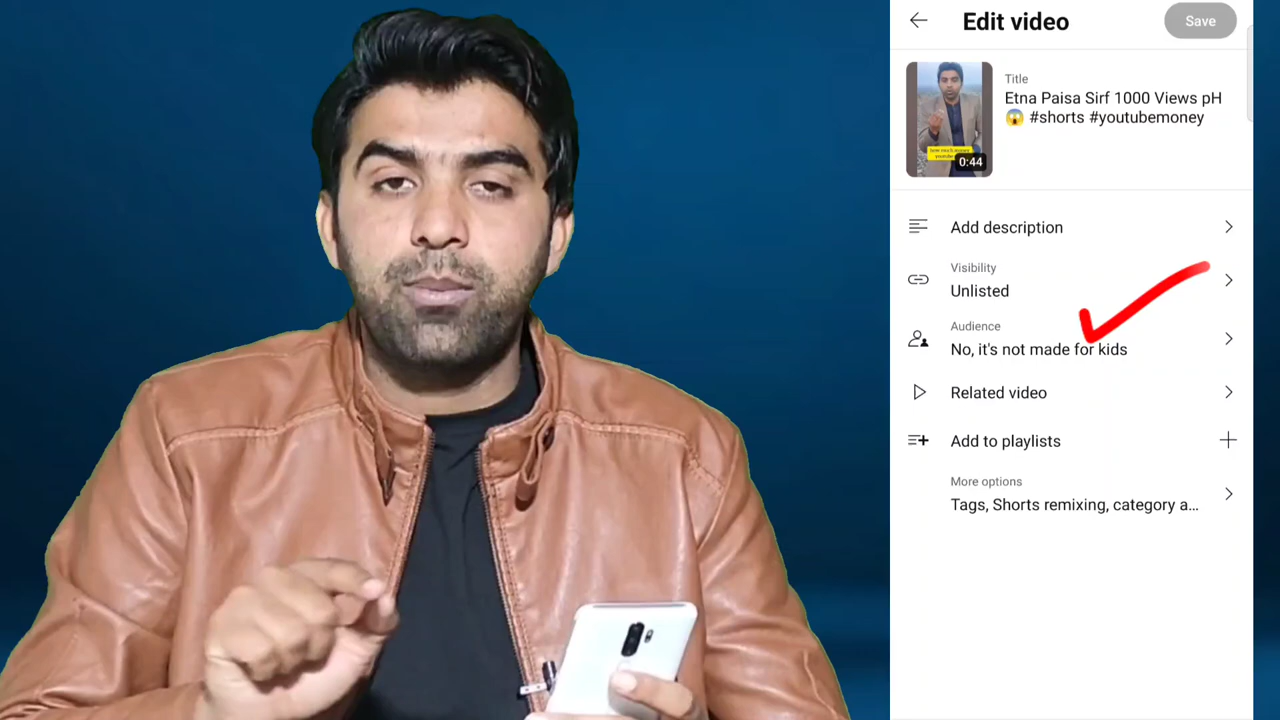 Edit video
Save
Title
Etna Paisa Sirf 1000 Views pH
😱 #shorts #youtubemoney
0:44
Add description
Visibility
Unlisted
Audience
No, it's not made for kids
Related video
Add to playlists
More options
Tags, Shorts remixing, category a...